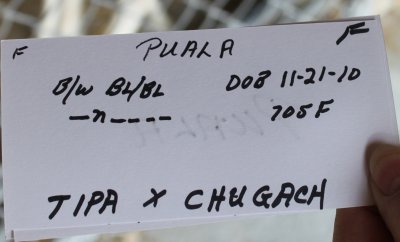 F PUALA F
B/W BL/BL DOB 11-21-10
-n---- 705F
TIPA X CHUGACH